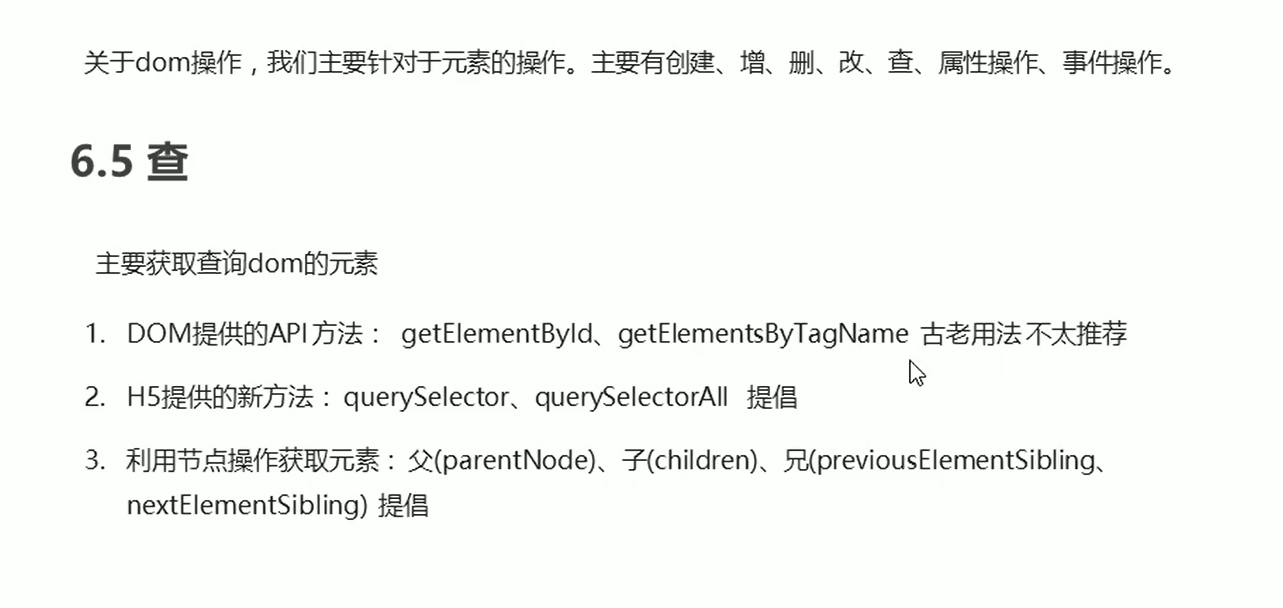 关于dom操作，我们主要针对于元素的操作。主要有创建、增、删、改、查、属性操作、事件操作。
6.5 查
主要获取查询dom的元素
1. DOM提供的API 方法： getElementById、getElementsByTagName 古老用法 不太推荐
2. H5提供的新方法：querySelector、querySelectorAll 提倡
3. 利用节点操作获取元素：父(parentNode)、子(children)、兄(previousElementSibling、
nextElementSibling) 提倡